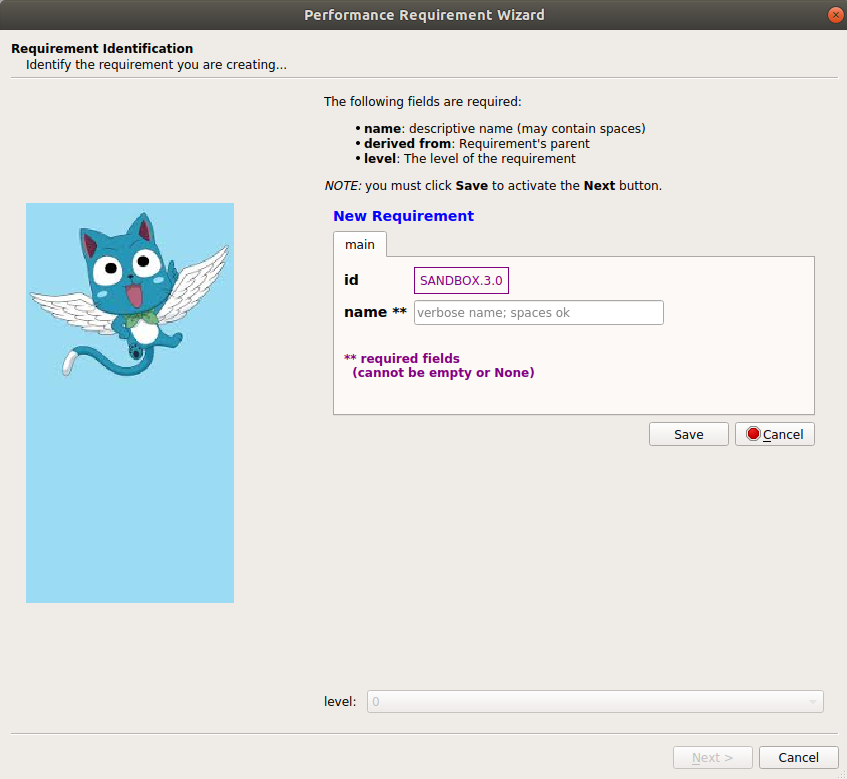 Performance Requirement Wizard
Requirement Identification
Identify the requirement you are creating...
The following fields are required:
• name: descriptive name (may contain spaces)
• derived from: Requirement's parent
• level: The level of the requirement
NOTE: you must click Save to activate the Next button.
New Requirement
main
id SANDBOX.3.0
name ** verbose name; spaces ok
** required fields
(cannot be empty or None)
Save Cancel
level: 0
Next > Cancel